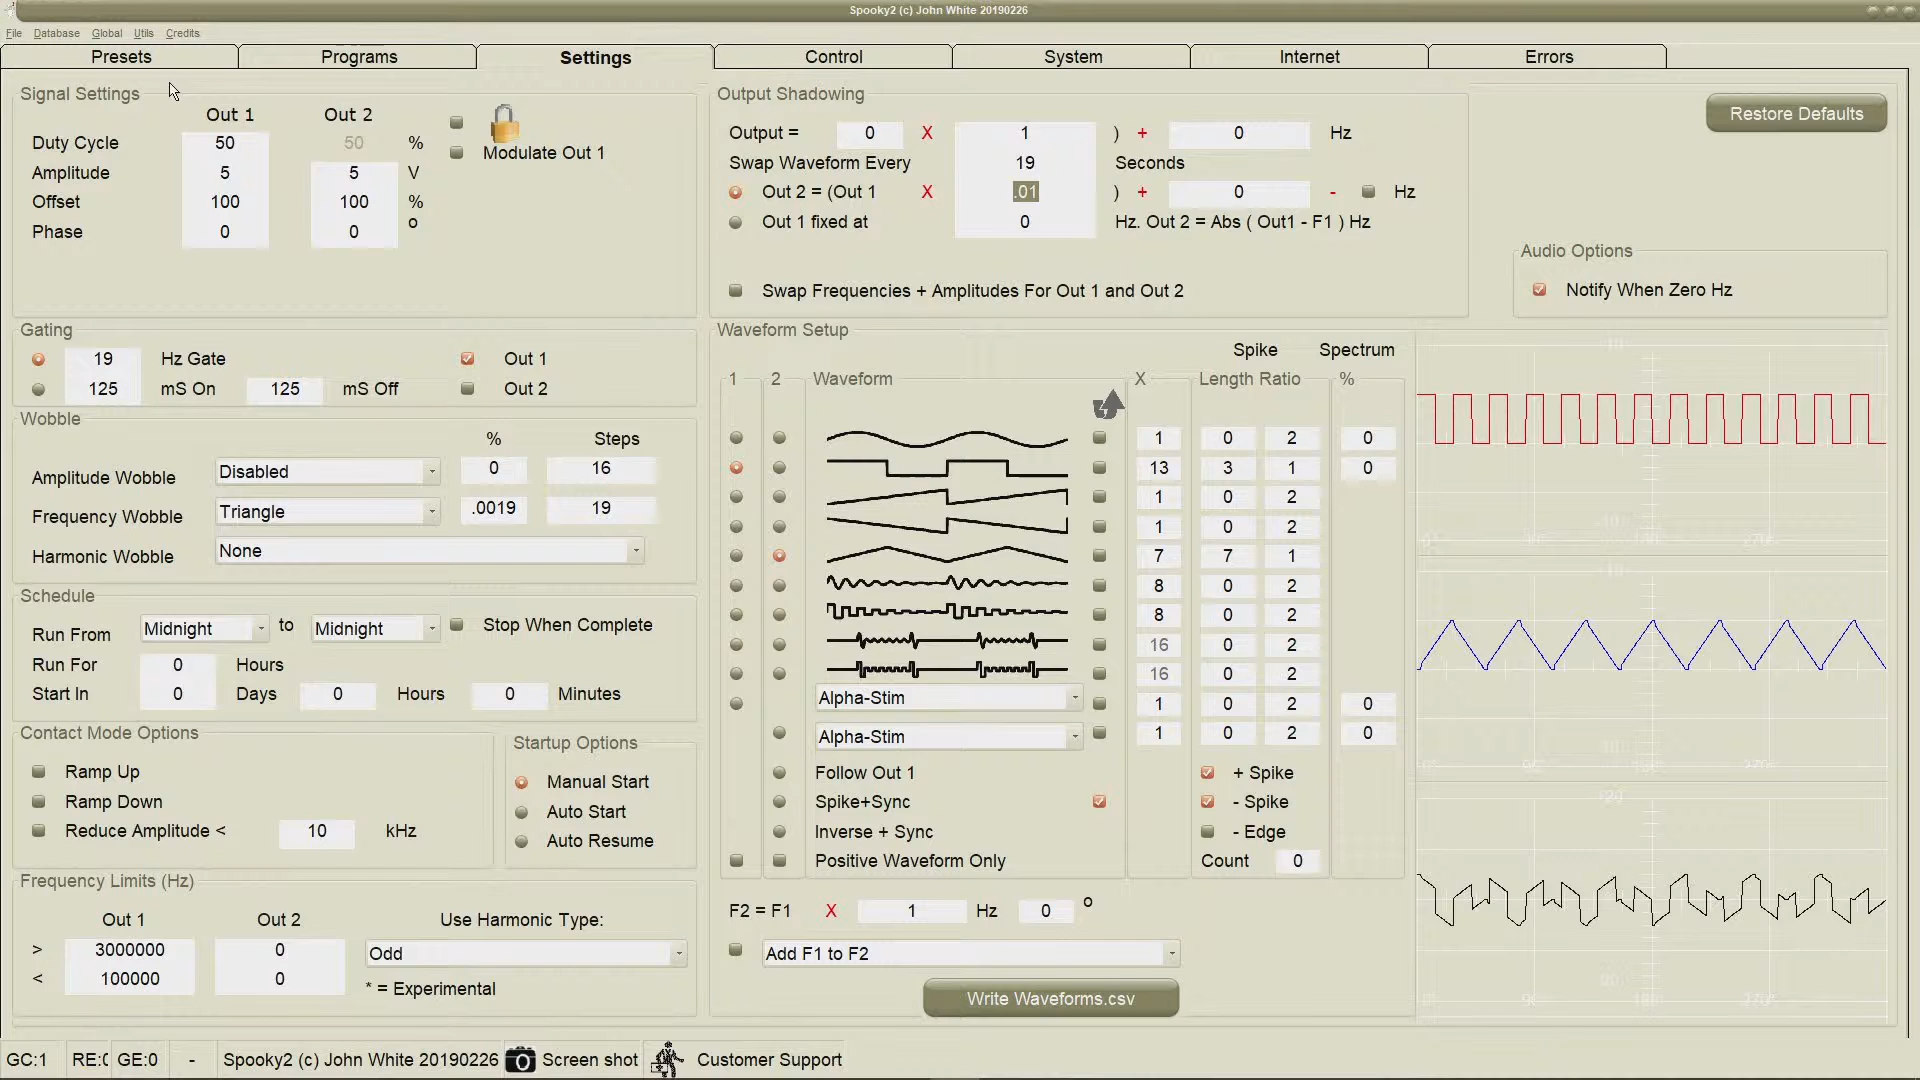 Spooky2 (c) John White 20190226
File Database Global Utils Credits
Presets Programs Settings Control System Internet Errors
Signal Settings
Out 1 Out 2
Duty Cycle 50 50 %
Amplitude 5 5 V
Offset 100 100 %
Phase 0 0 o
Modulate Out 1
Output Shadowing
Output = 0 X 1 ) + 0 Hz
Swap Waveform Every 19 Seconds
Out 2 = (Out 1 X .01 ) + 0 - Hz
Out 1 fixed at 0 Hz. Out 2 = Abs ( Out1 - F1 ) Hz
Swap Frequencies + Amplitudes For Out 1 and Out 2
Restore Defaults
Audio Options
Notify When Zero Hz
Gating
19 Hz Gate Out 1
125 mS On 125 mS Off Out 2
Wobble
% Steps
Amplitude Wobble Disabled 0 16
Frequency Wobble Triangle .0019 19
Harmonic Wobble None
Schedule
Run From Midnight to Midnight Stop When Complete
Run For 0 Hours
Start In 0 Days 0 Hours 0 Minutes
Contact Mode Options
Ramp Up
Ramp Down
Reduce Amplitude < 10 kHz
Startup Options
Manual Start
Auto Start
Auto Resume
Frequency Limits (Hz)
Out 1 Out 2 Use Harmonic Type:
> 3000000 0 Odd
< 100000 0 * = Experimental
Waveform Setup
Spike Spectrum
1 2 Waveform X Length Ratio %
1 0 2 0
13 3 1 0
1 0 2
1 0 2
7 7 1
8 0 2
8 0 2
16 0 2
16 0 2
Alpha-Stim 1 0 2 0
Alpha-Stim 1 0 2 0
Follow Out 1 + Spike
Spike+Sync - Spike
Inverse + Sync - Edge
Positive Waveform Only Count 0
F2 = F1 X 1 Hz 0 o
Add F1 to F2
Write Waveforms.csv
GC:1 GE:0 - Spooky2 (c) John White 20190226 Screen shot Customer Support